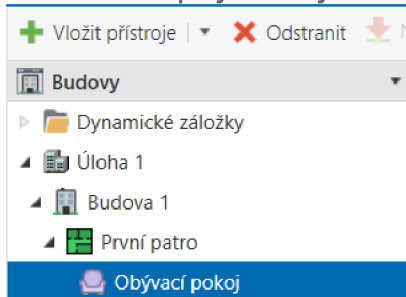 Vložit přístroje
Odstranit
Budovy
Dynamické záložky
Úloha 1
Budova 1
První patro
Obývací pokoj